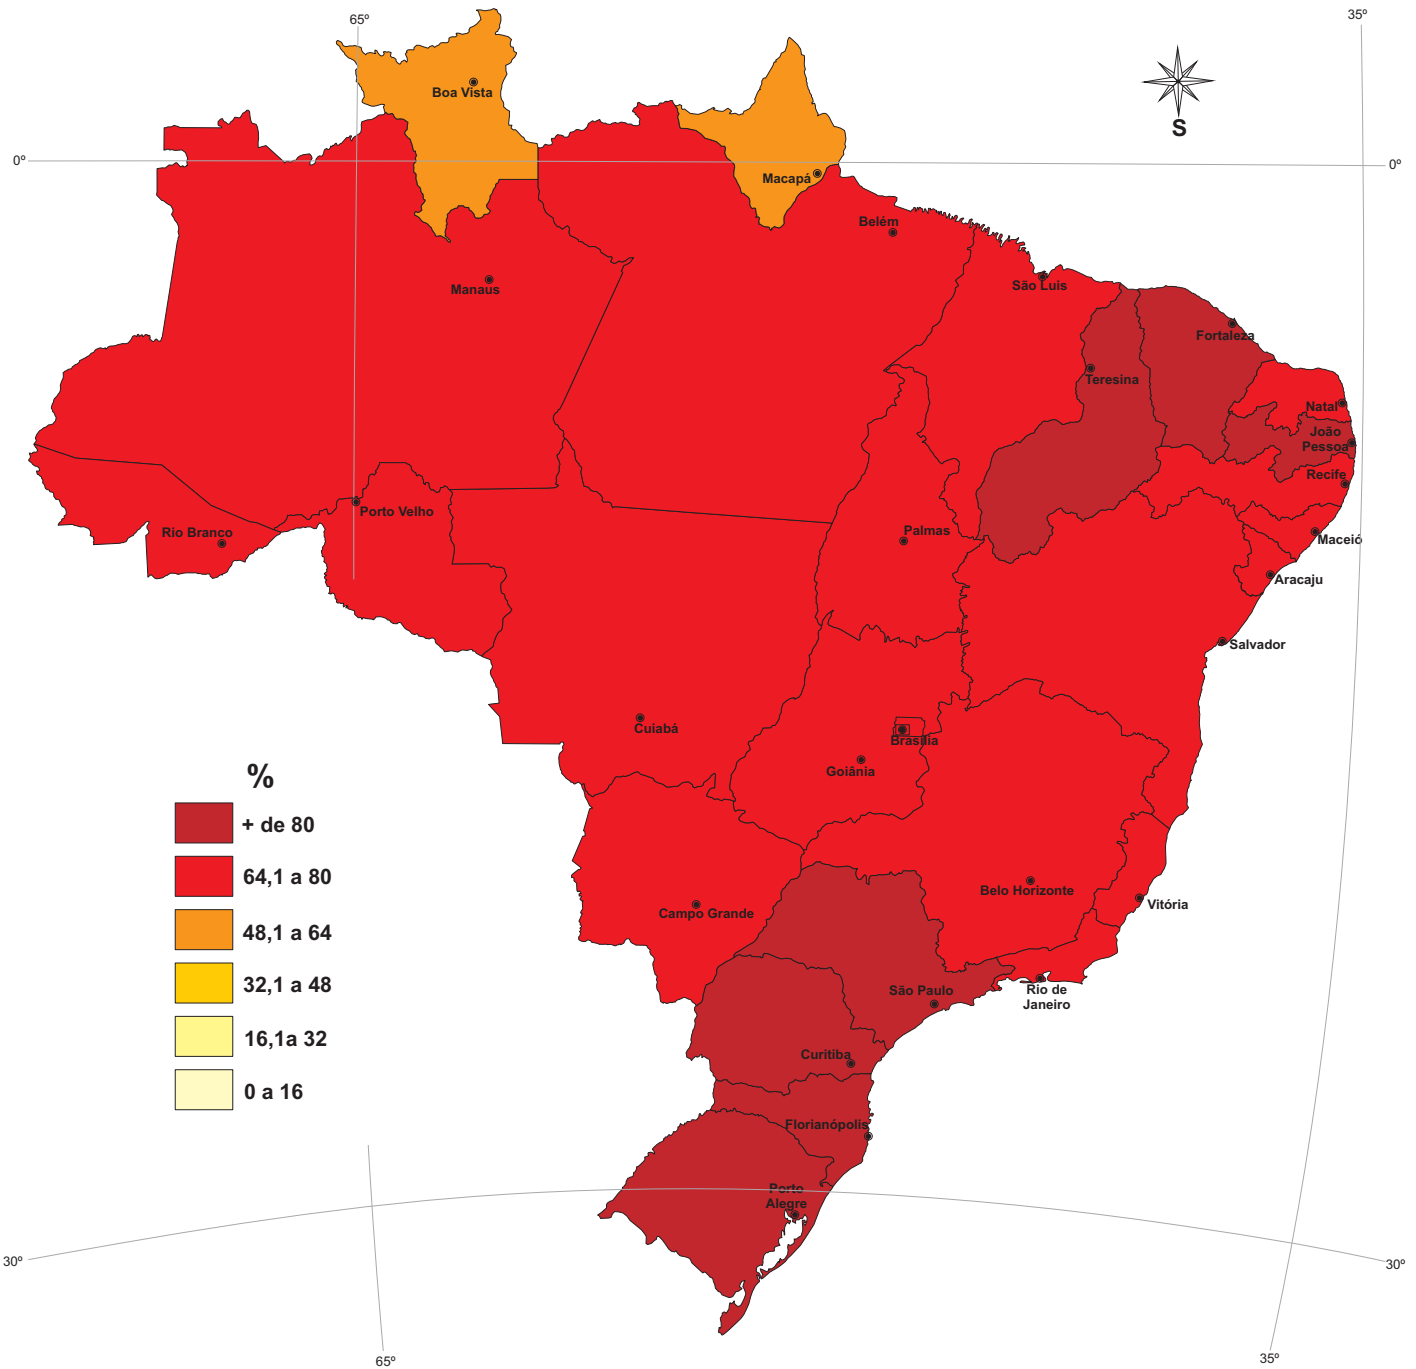 65º
35º
Boa Vista
S
0º
0º
Macapá
Belém
São Luis
Manaus
Fortaleza
Teresina
Natal
João
Pessoa
Recife
Porto Velho
Rio Branco
Palmas
Maceió
Aracaju
Salvador
Cuiabá
Brasília
Goiânia
%
+ de 80
64,1 a 80
48,1 a 64
32,1 a 48
16,1a 32
0 a 16
Belo Horizonte
Vitória
Campo Grande
São Paulo
Rio de
Janeiro
Curitiba
Florianópolis
Porto
Alegre
30º
30º
65º
35º